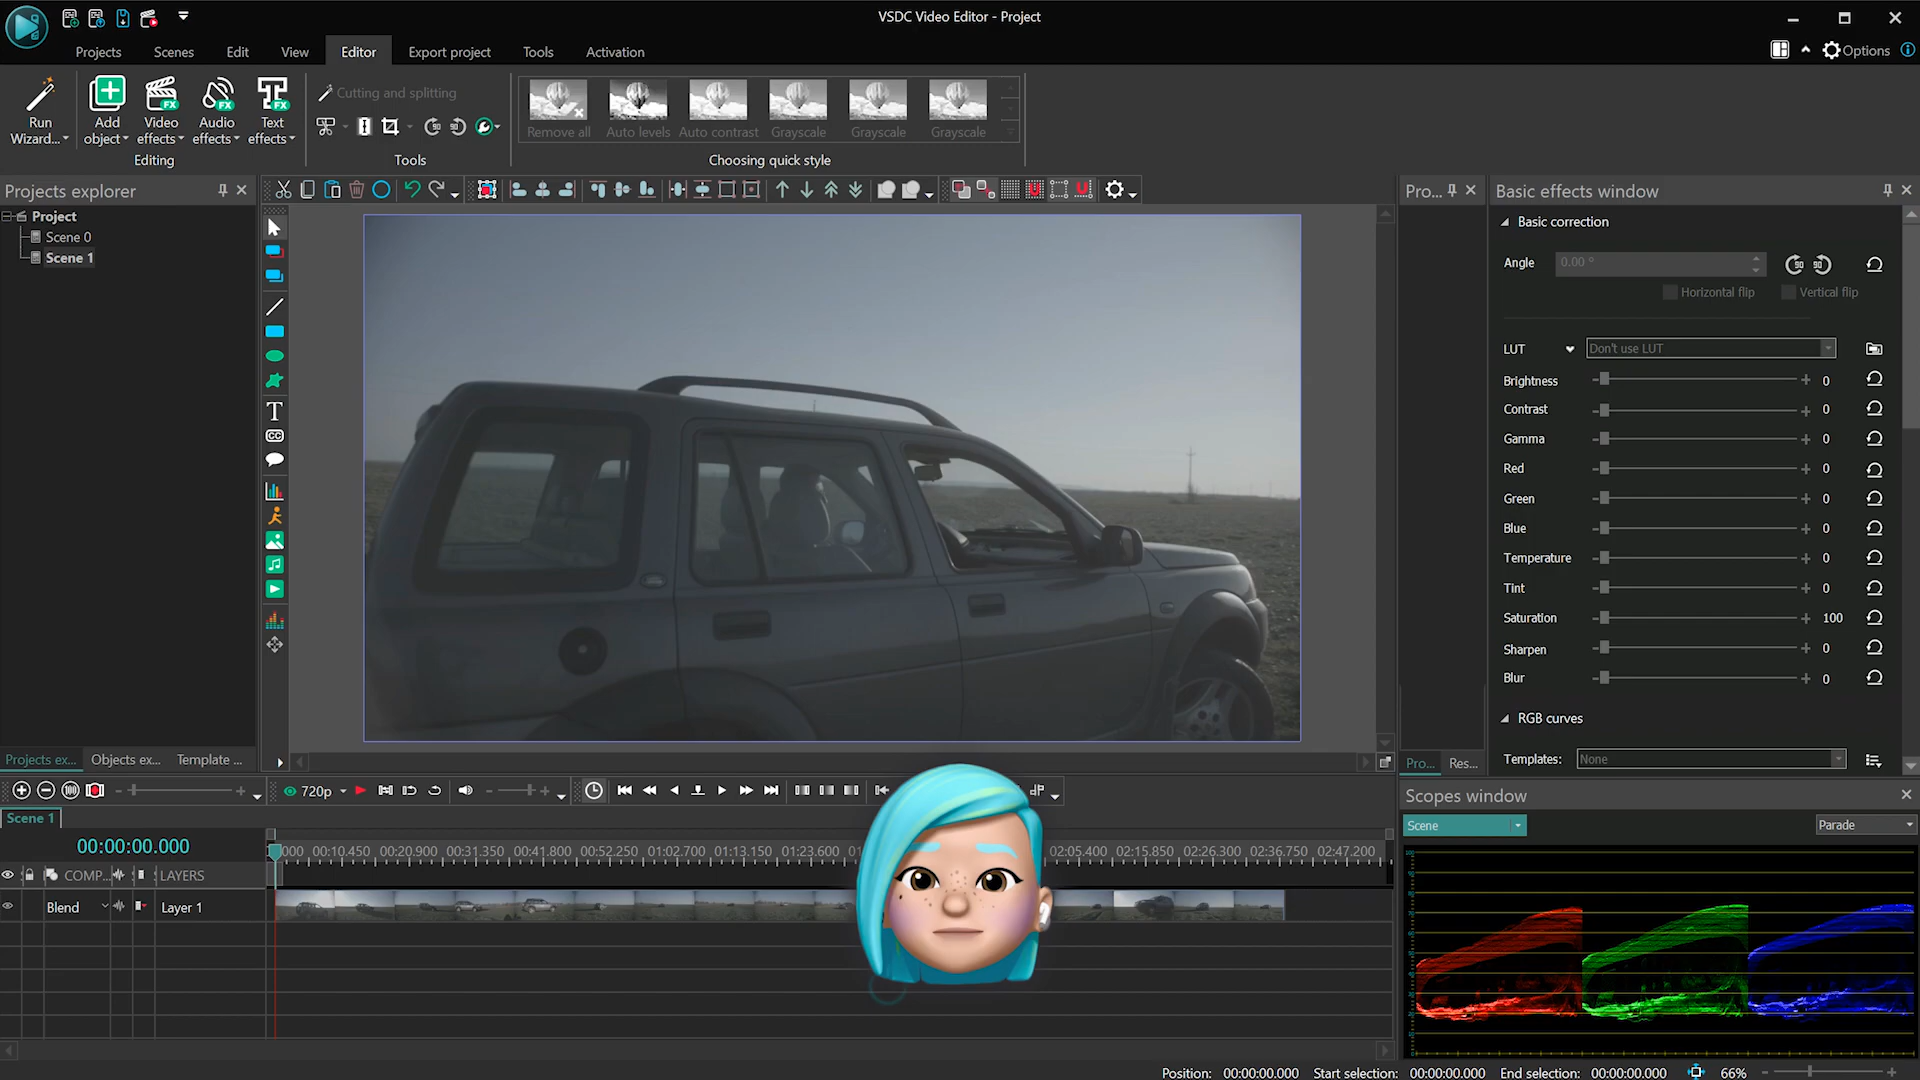 VSDC Video Editor - Project
Projects
Scenes
Edit
View
Editor
Export project
Tools
Activation
Options
Run
Wizard...
Add
object
Video
effects
Audio
effects
Text
effects
Editing
Cutting and splitting
Tools
Remove all
Auto levels
Auto contrast
Grayscale
Grayscale
Grayscale
Choosing quick style
Projects explorer
Project
Scene 0
Scene 1
Projects ex...
Objects ex...
Template ...
Pro...
Basic effects window
Basic correction
Angle
0.00 °
90
90
Horizontal flip
Vertical flip
LUT
Don't use LUT
Brightness
0
Contrast
0
Gamma
0
Red
0
Green
0
Blue
0
Temperature
0
Tint
0
Saturation
100
Sharpen
0
Blur
0
RGB curves
Templates:
None
Pro...
Res...
720p
Scene 1
00:00:00.000
000
00:10.450
00:20.900
00:31.350
00:41.800
00:52.250
01:02.700
01:13.150
01:23.600
02:05.400
02:15.850
02:26.300
02:36.750
02:47.200
COMP...
LAYERS
Blend
Layer 1
Scopes window
Scene
Parade
Position:
00:00:00.000
Start selection:
00:00:00.000
End selection:
00:00:00.000
66%